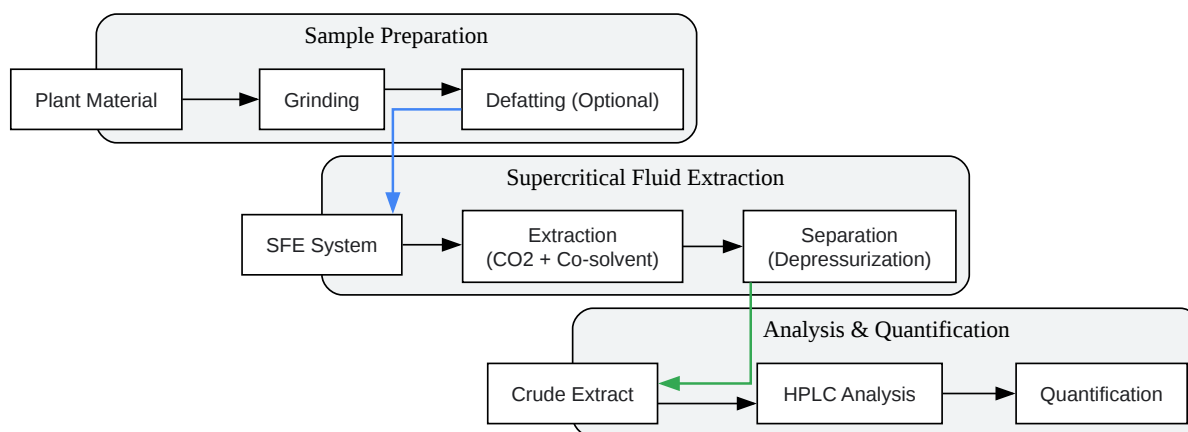 Sample Preparation
Plant Material
Grinding
Defatting (Optional)
Supercritical Fluid Extraction
SFE System
Extraction
(CO2 + Co-solvent)
Separation
(Depressurization)
Analysis & Quantification
Crude Extract
HPLC Analysis
Quantification